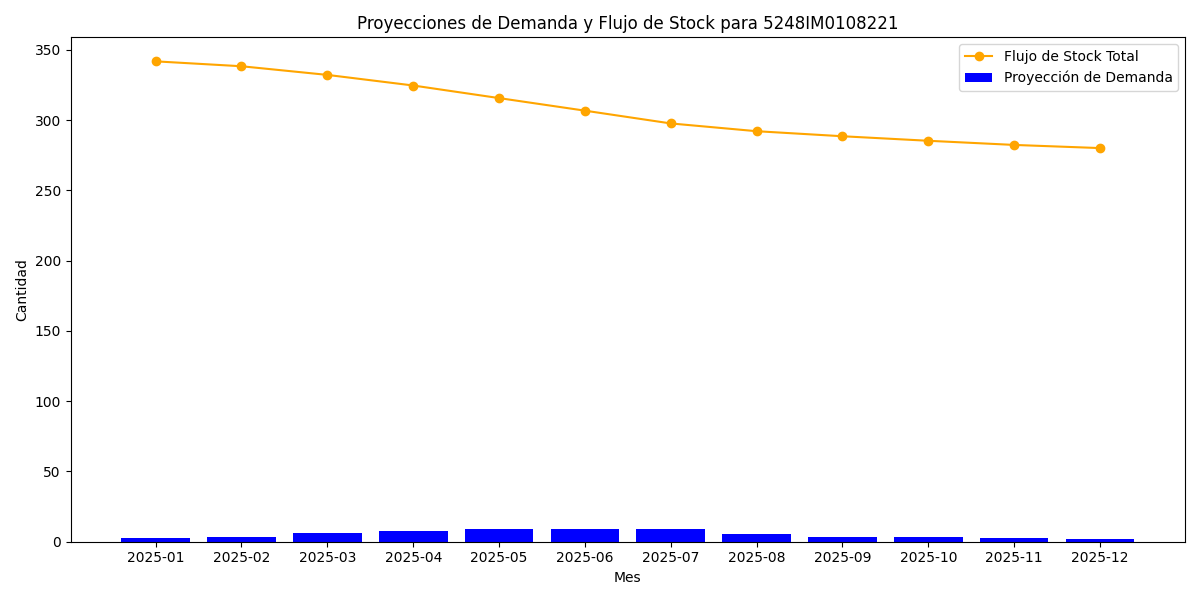 Proyecciones de Demanda y Flujo de Stock para 5248IM0108221
Flujo de Stock Total
Proyección de Demanda
Cantidad
350
300
250
200
150
100
50
0
2025-01 2025-02 2025-03 2025-04 2025-05 2025-06 2025-07 2025-08 2025-09 2025-10 2025-11 2025-12
Mes